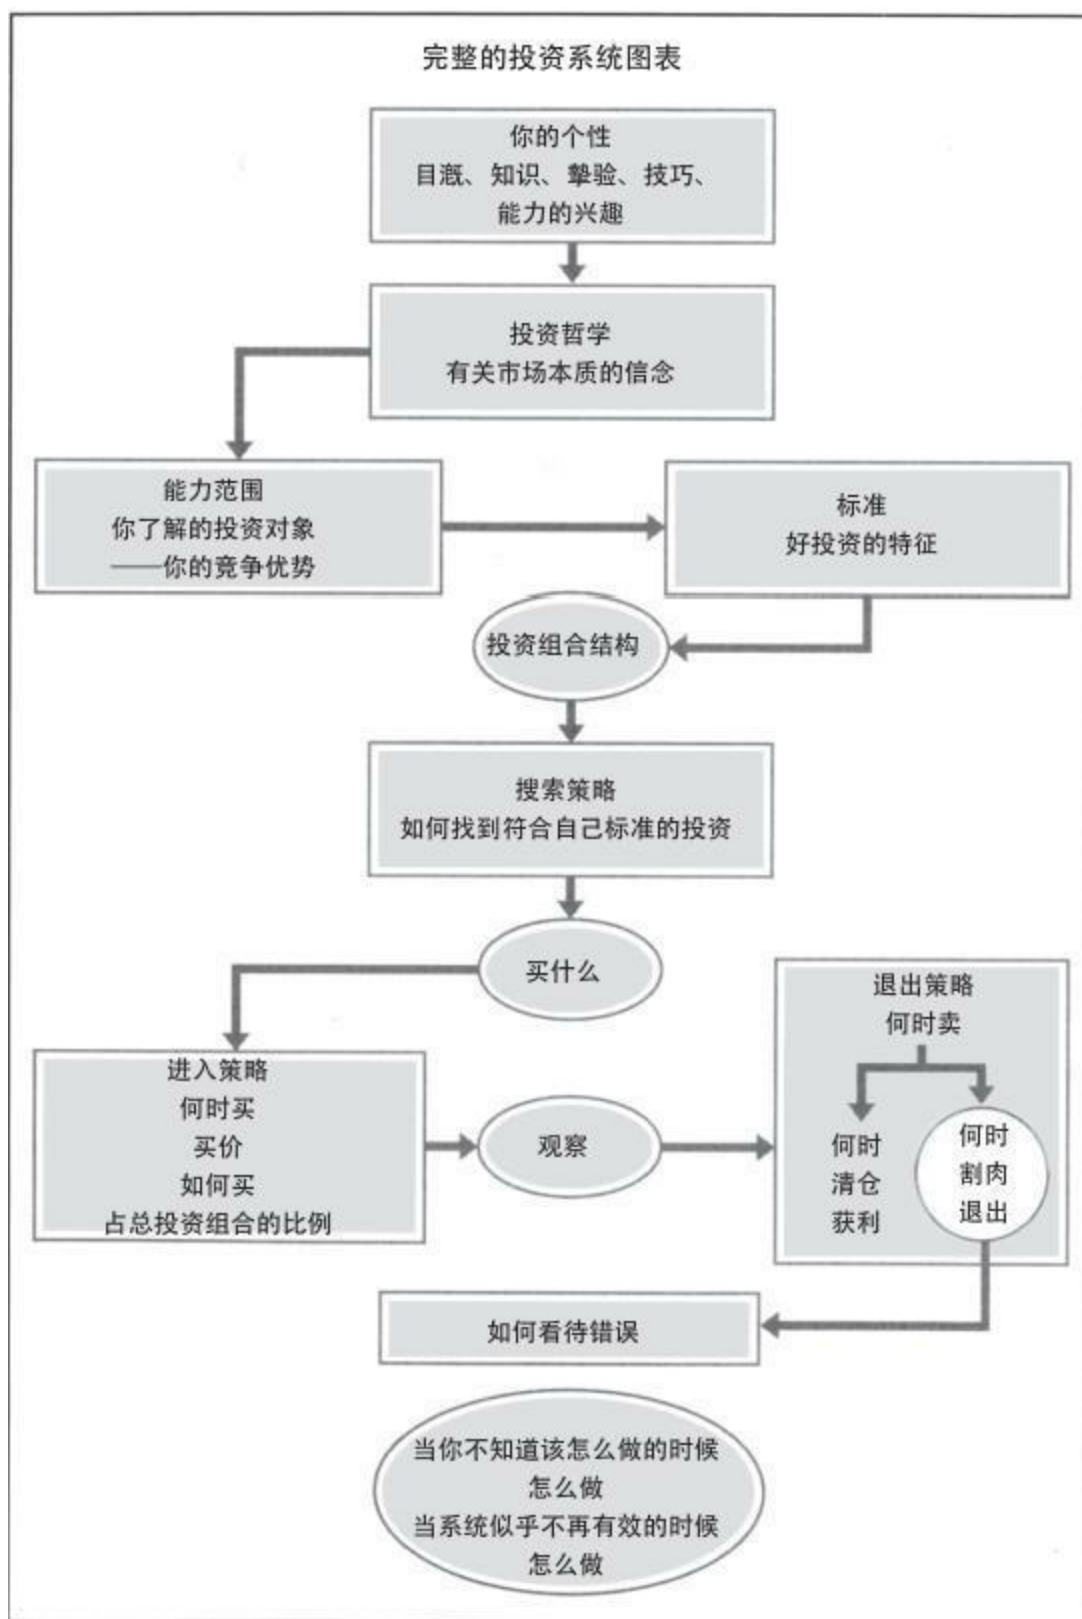 完整的投资系统图表
你的个性
目溉、知识、摯验、技巧、
能力的兴趣
投资哲学
有关市场本质的信念
能力范围
你了解的投资对象
——你的竞争优势
标准
好投资的特征
投资组合结构
搜索策略
如何找到符合自己标准的投资
买什么
进入策略
何时买
买价
如何买
占总投资组合的比例
观察
退出策略
何时卖
何时
清仓
获利
何时
割肉
退出
如何看待错误
当你不知道该怎么做的时候
怎么做
当系统似乎不再有效的时候
怎么做